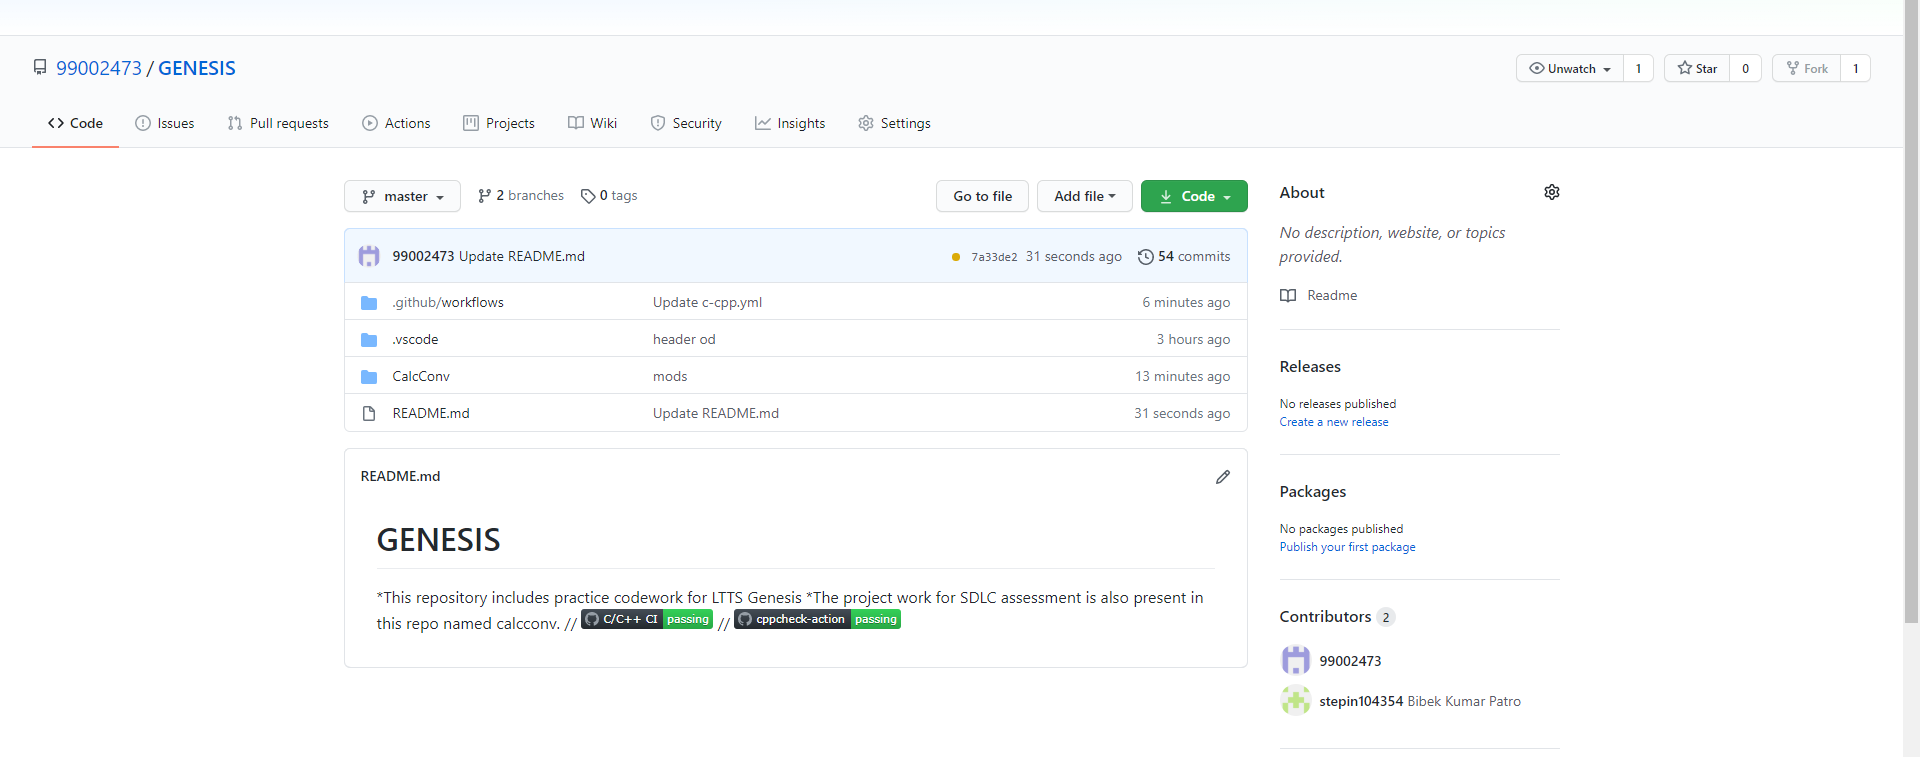 99002473 / GENESIS
Unwatch 1 Star 0 Fork 1
Code Issues Pull requests Actions Projects Wiki Security Insights Settings
master 2 branches 0 tags Go to file Add file Code
99002473 Update README.md 7a33de2 31 seconds ago 54 commits
.github/workflows Update c-cpp.yml 6 minutes ago
.vscode header od 3 hours ago
CalcConv mods 13 minutes ago
README.md Update README.md 31 seconds ago
README.md
GENESIS
*This repository includes practice codework for LTTS Genesis *The project work for SDLC assessment is also present in
this repo named calcconv. // C/C++ CI passing // cppcheck-action passing
About
No description, website, or topics
provided.
Readme
Releases
No releases published
Create a new release
Packages
No packages published
Publish your first package
Contributors 2
99002473
stepin104354 Bibek Kumar Patro